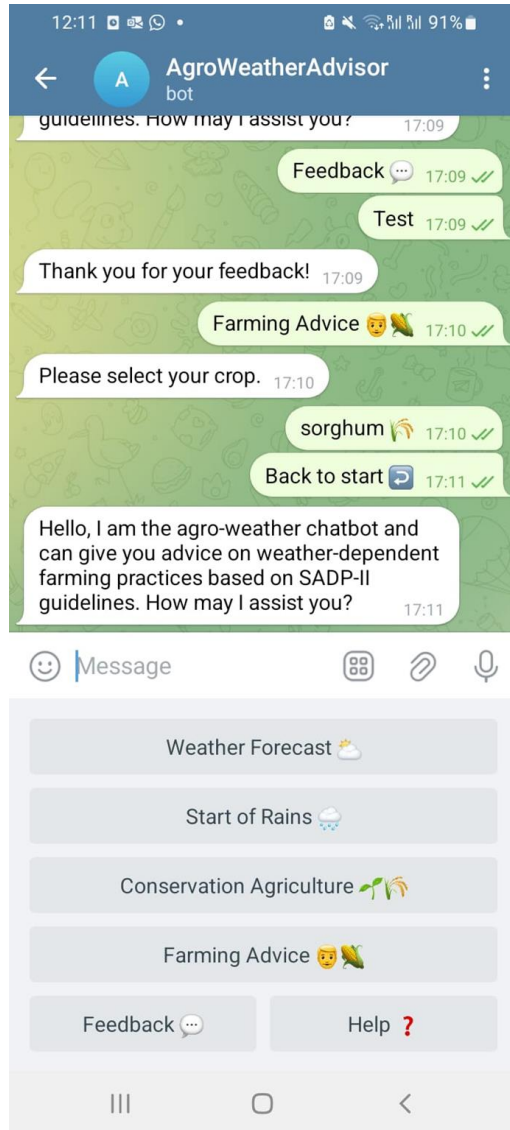 12:11 91%
A AgroWeatherAdvisor
bot
guidelines. How may I assist you? 17:09
Feedback 💬 17:09
Test 17:09
Thank you for your feedback! 17:09
Farming Advice 👨🌽 17:10
Please select your crop. 17:10
sorghum 🌾 17:10
Back to start ↩️ 17:11
Hello, I am the agro-weather chatbot and
can give you advice on weather-dependent
farming practices based on SADP-II
guidelines. How may I assist you? 17:11
Message
Weather Forecast 🌥️
Start of Rains 🌧️
Conservation Agriculture 🌱🌾
Farming Advice 👨🌽
Feedback 💬 Help ❓